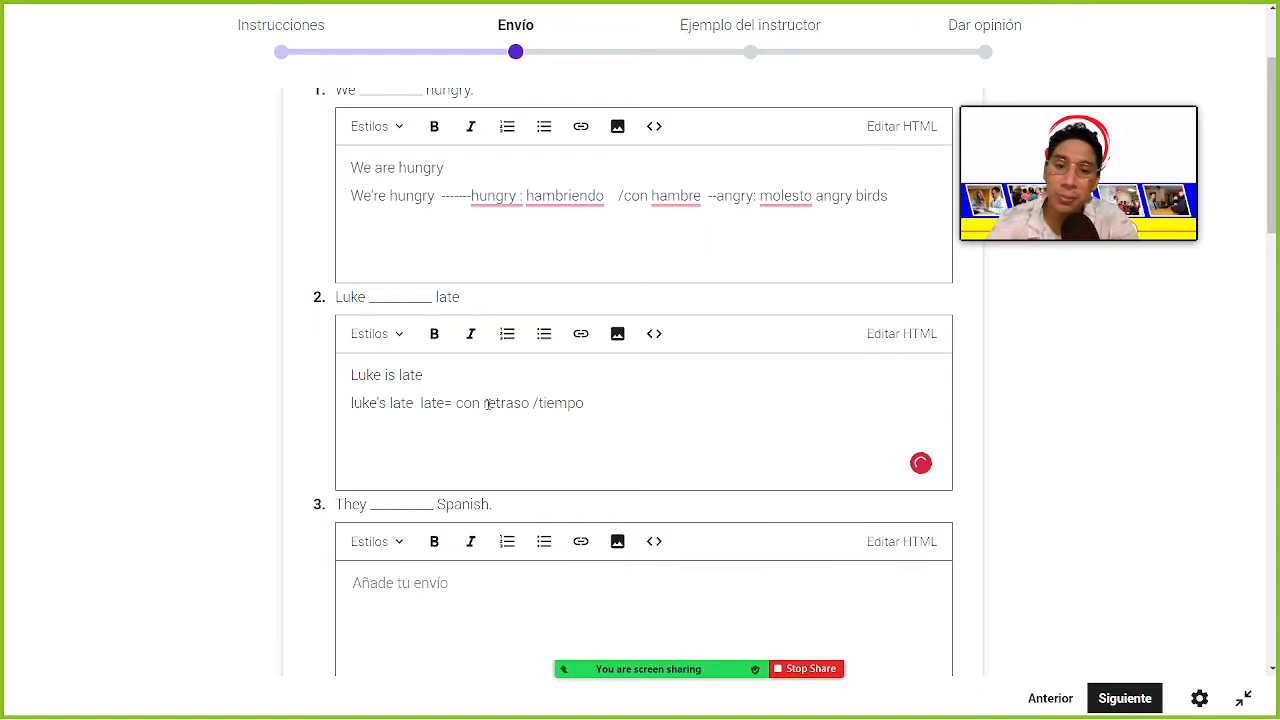 Instrucciones
Envío
Ejemplo del instructor
Dar opinión
1. We _______ hungry.
Estilos
B
I
Editar HTML
We are hungry
We're hungry ------hungry : hambriendo /con hambre --angry: molesto angry birds
2. Luke _______ late
Estilos
B
I
Editar HTML
Luke is late
luke's late late= con retraso /tiempo
3. They _______ Spanish.
Estilos
B
I
Editar HTML
Añade tu envío
You are screen sharing
Stop Share
Anterior
Siguiente